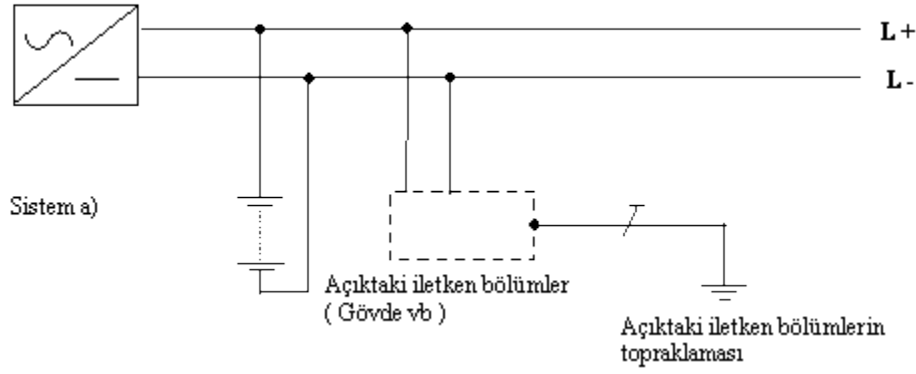 L +
L -
Sistem a)
Açıktaki iletken bölümler
( Gövde vb )
Açıktaki iletken bölümlerin
topraklaması